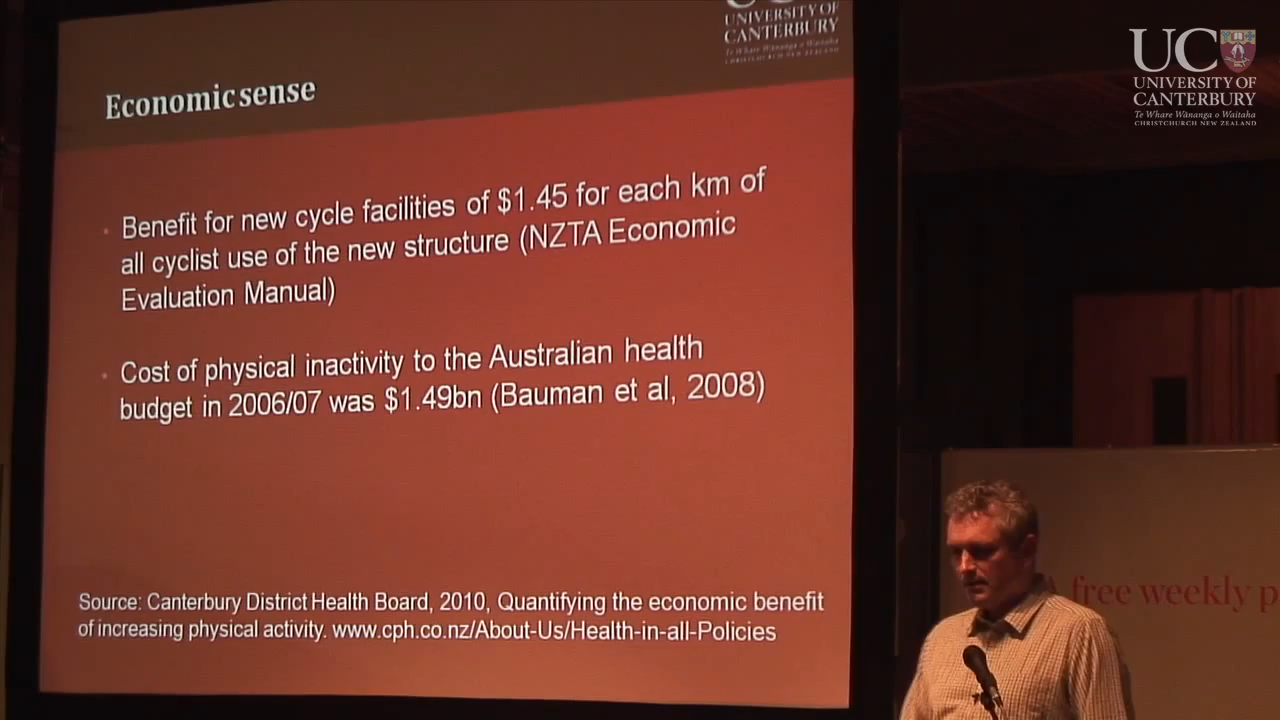 UC
UNIVERSITY OF
CANTERBURY
Te Whare Wānanga o Waitaha
CHRISTCHURCH NEW ZEALAND
Economic sense
Benefit for new cycle facilities of $1.45 for each km of
all cyclist use of the new structure (NZTA Economic
Evaluation Manual)
Cost of physical inactivity to the Australian health
budget in 2006/07 was $1.49bn (Bauman et al, 2008)
Source: Canterbury District Health Board, 2010, Quantifying the economic benefit
of increasing physical activity. www.cph.co.nz/About-Us/Health-in-all-Policies
UC
UNIVERSITY OF
CANTERBURY
Te Whare Wānanga o Waitaha
CHRISTCHURCH NEW ZEALAND
A free weekly p